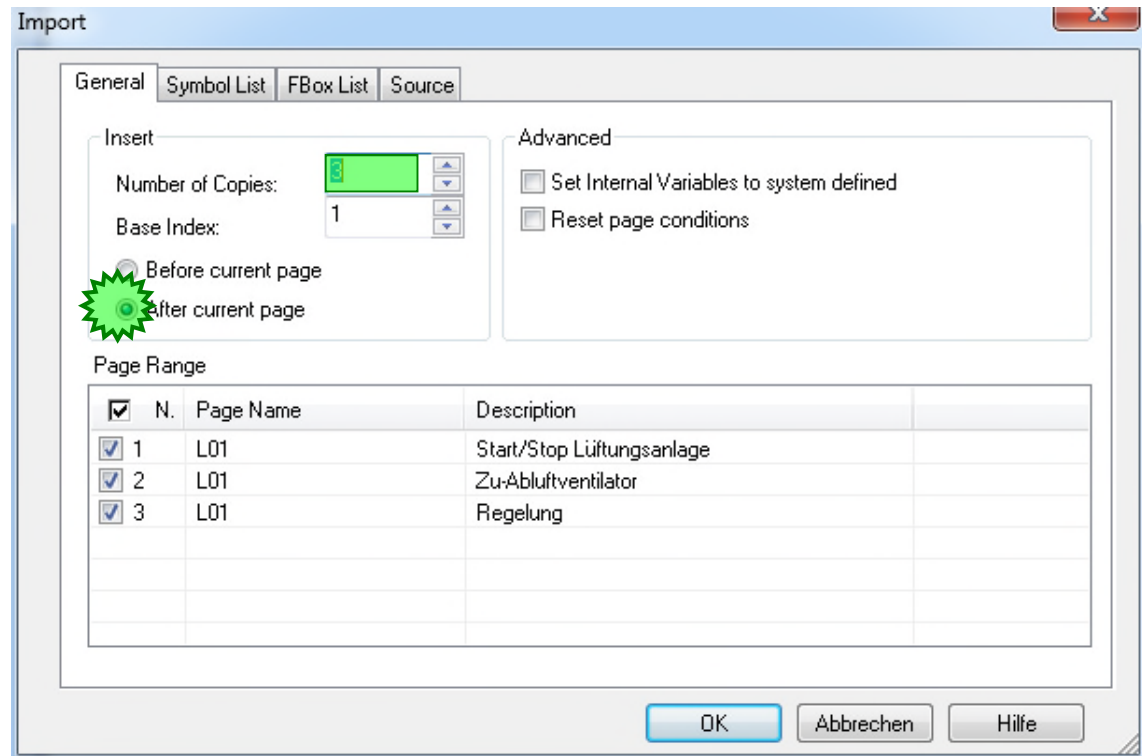 Import
General Symbol List FBox List Source
Insert
Number of Copies: 3
Base Index: 1
Before current page
After current page
Advanced
Set Internal Variables to system defined
Reset page conditions
Page Range
N. Page Name Description
1 L01 Start/Stop Lüftungsanlage
2 L01 Zu-Abluftventilator
3 L01 Regelung
OK Abbrechen Hilfe